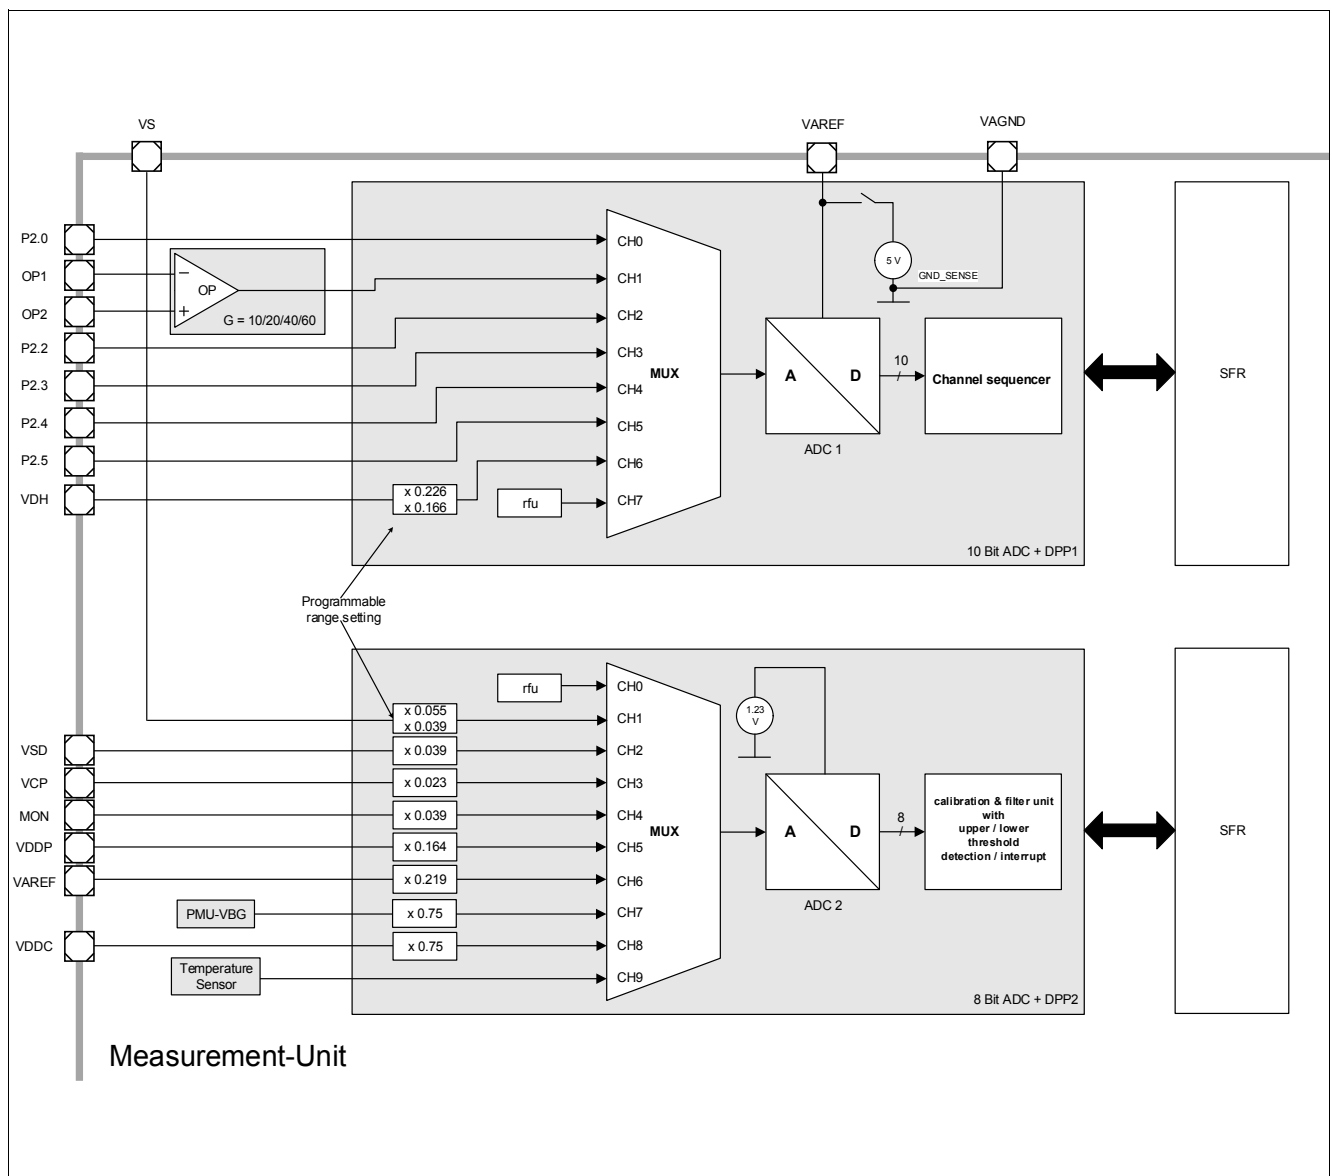 VS
VAREF
VAGND
P2.0
OP1
OP2
P2.2
P2.3
P2.4
P2.5
VDH
OP
G = 10/20/40/60
x 0.226
x 0.166
rfu
CH0
CH1
CH2
CH3
CH4
CH5
CH6
CH7
MUX
5 V
GND_SENSE
A
D
ADC 1
10
Channel sequencer
10 Bit ADC + DPP1
SFR
Programmable
range setting
VSD
VCP
MON
VDDP
VAREF
VDDC
PMU-VBG
Temperature
Sensor
x 0.055
x 0.039
x 0.039
x 0.023
x 0.039
x 0.164
x 0.219
x 0.75
x 0.75
rfu
CH0
CH1
CH2
CH3
CH4
CH5
CH6
CH7
CH8
CH9
MUX
1.23
V
A
D
ADC 2
8
calibration & filter unit
with
upper / lower
threshold
detection / interrupt
8 Bit ADC + DPP2
SFR
Measurement-Unit